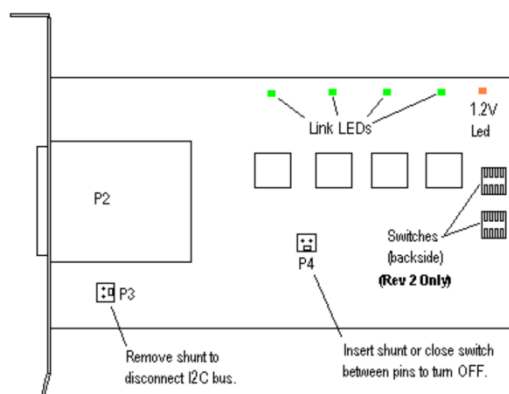 1.2V
Link LEDs
Led
P2
Switches
(backside)
(Rev 2 Only)
P4
P3
Remove shunt to
disconnect I2C bus.
Insert shunt or close switch
between pins to turn OFF.